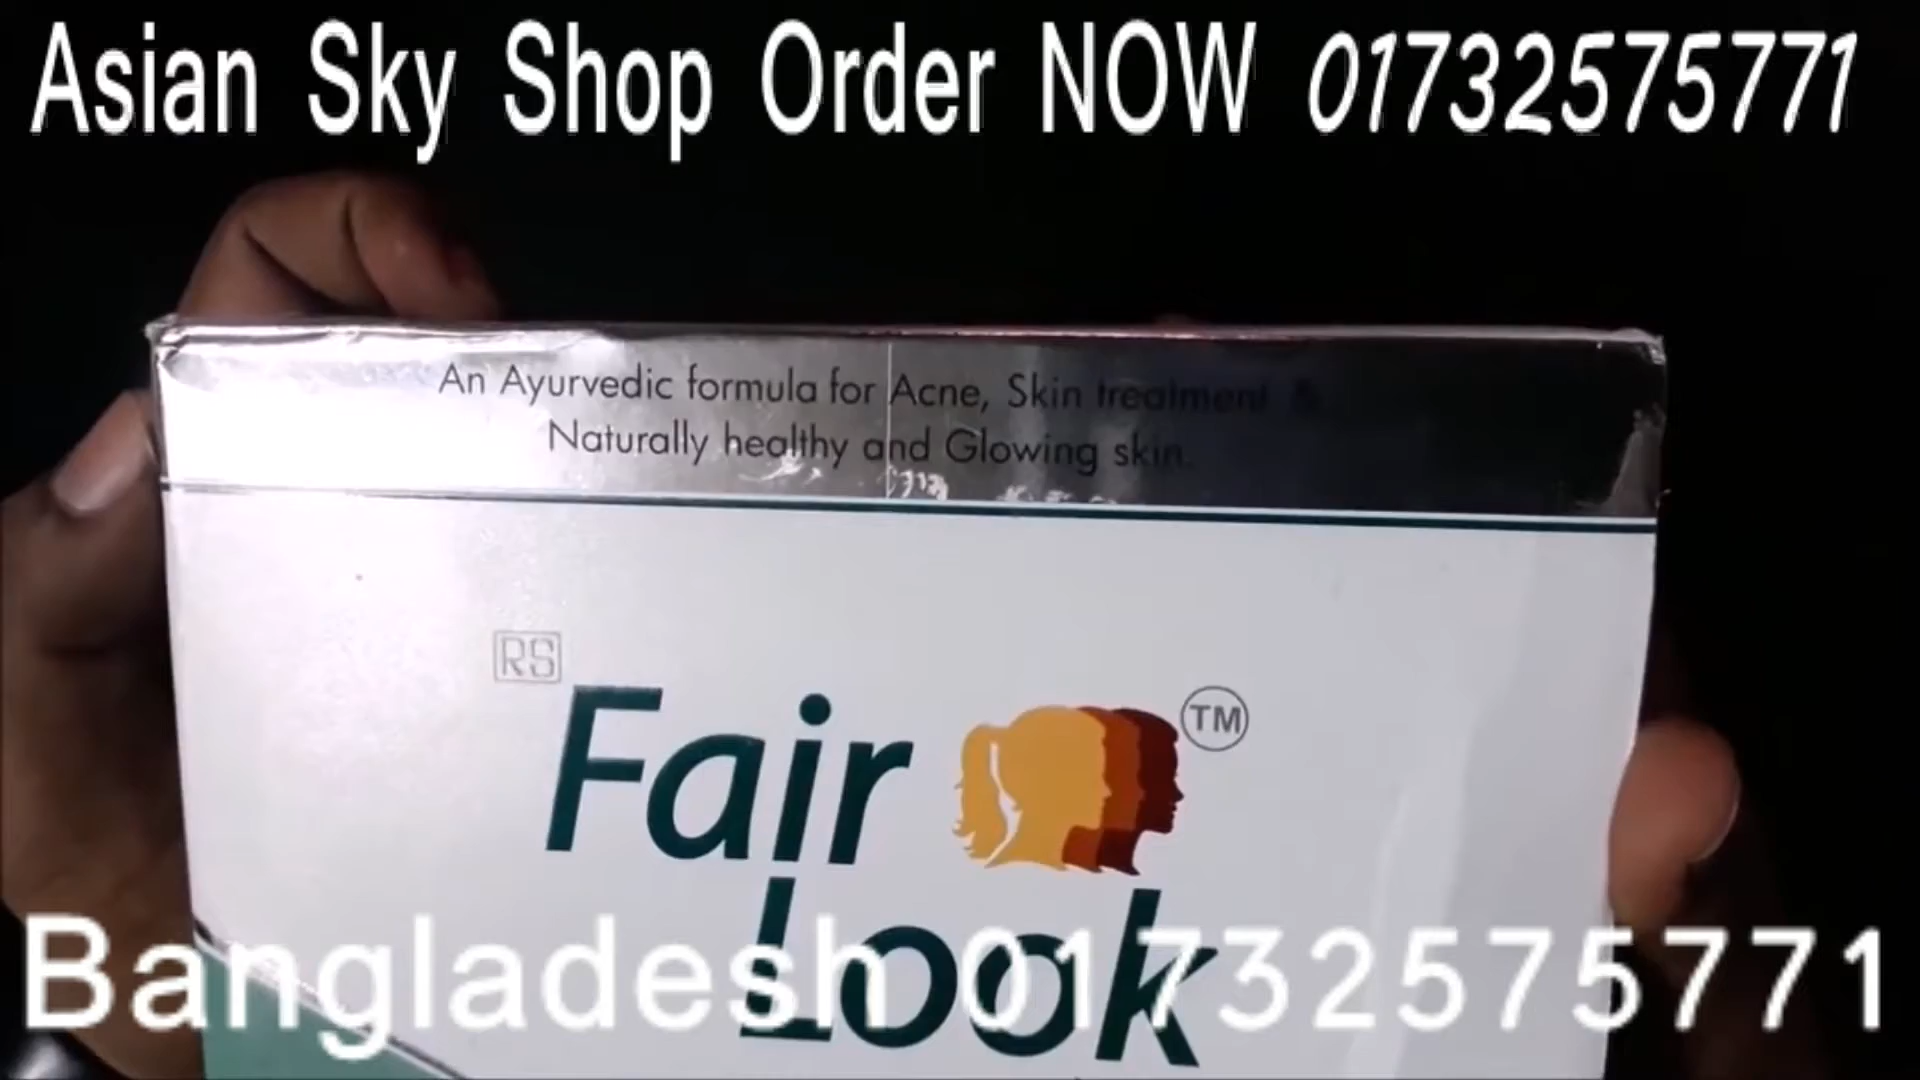 Asian Sky Shop Order NOW 01732575771
An Ayurvedic formula for Acne, Skin treatment &
Naturally healthy and Glowing skin.
RS
Fair
TM
Look
Bangladesh 01732575771